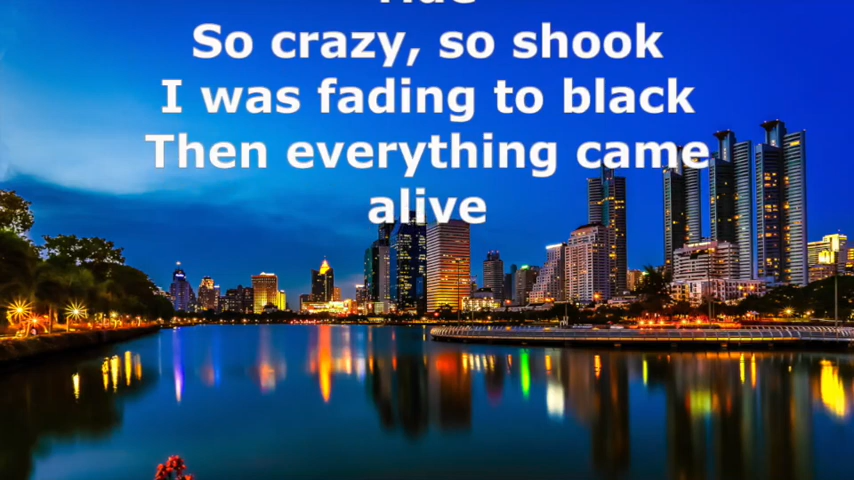 So crazy, so shook
I was fading to black
Then everything came
alive